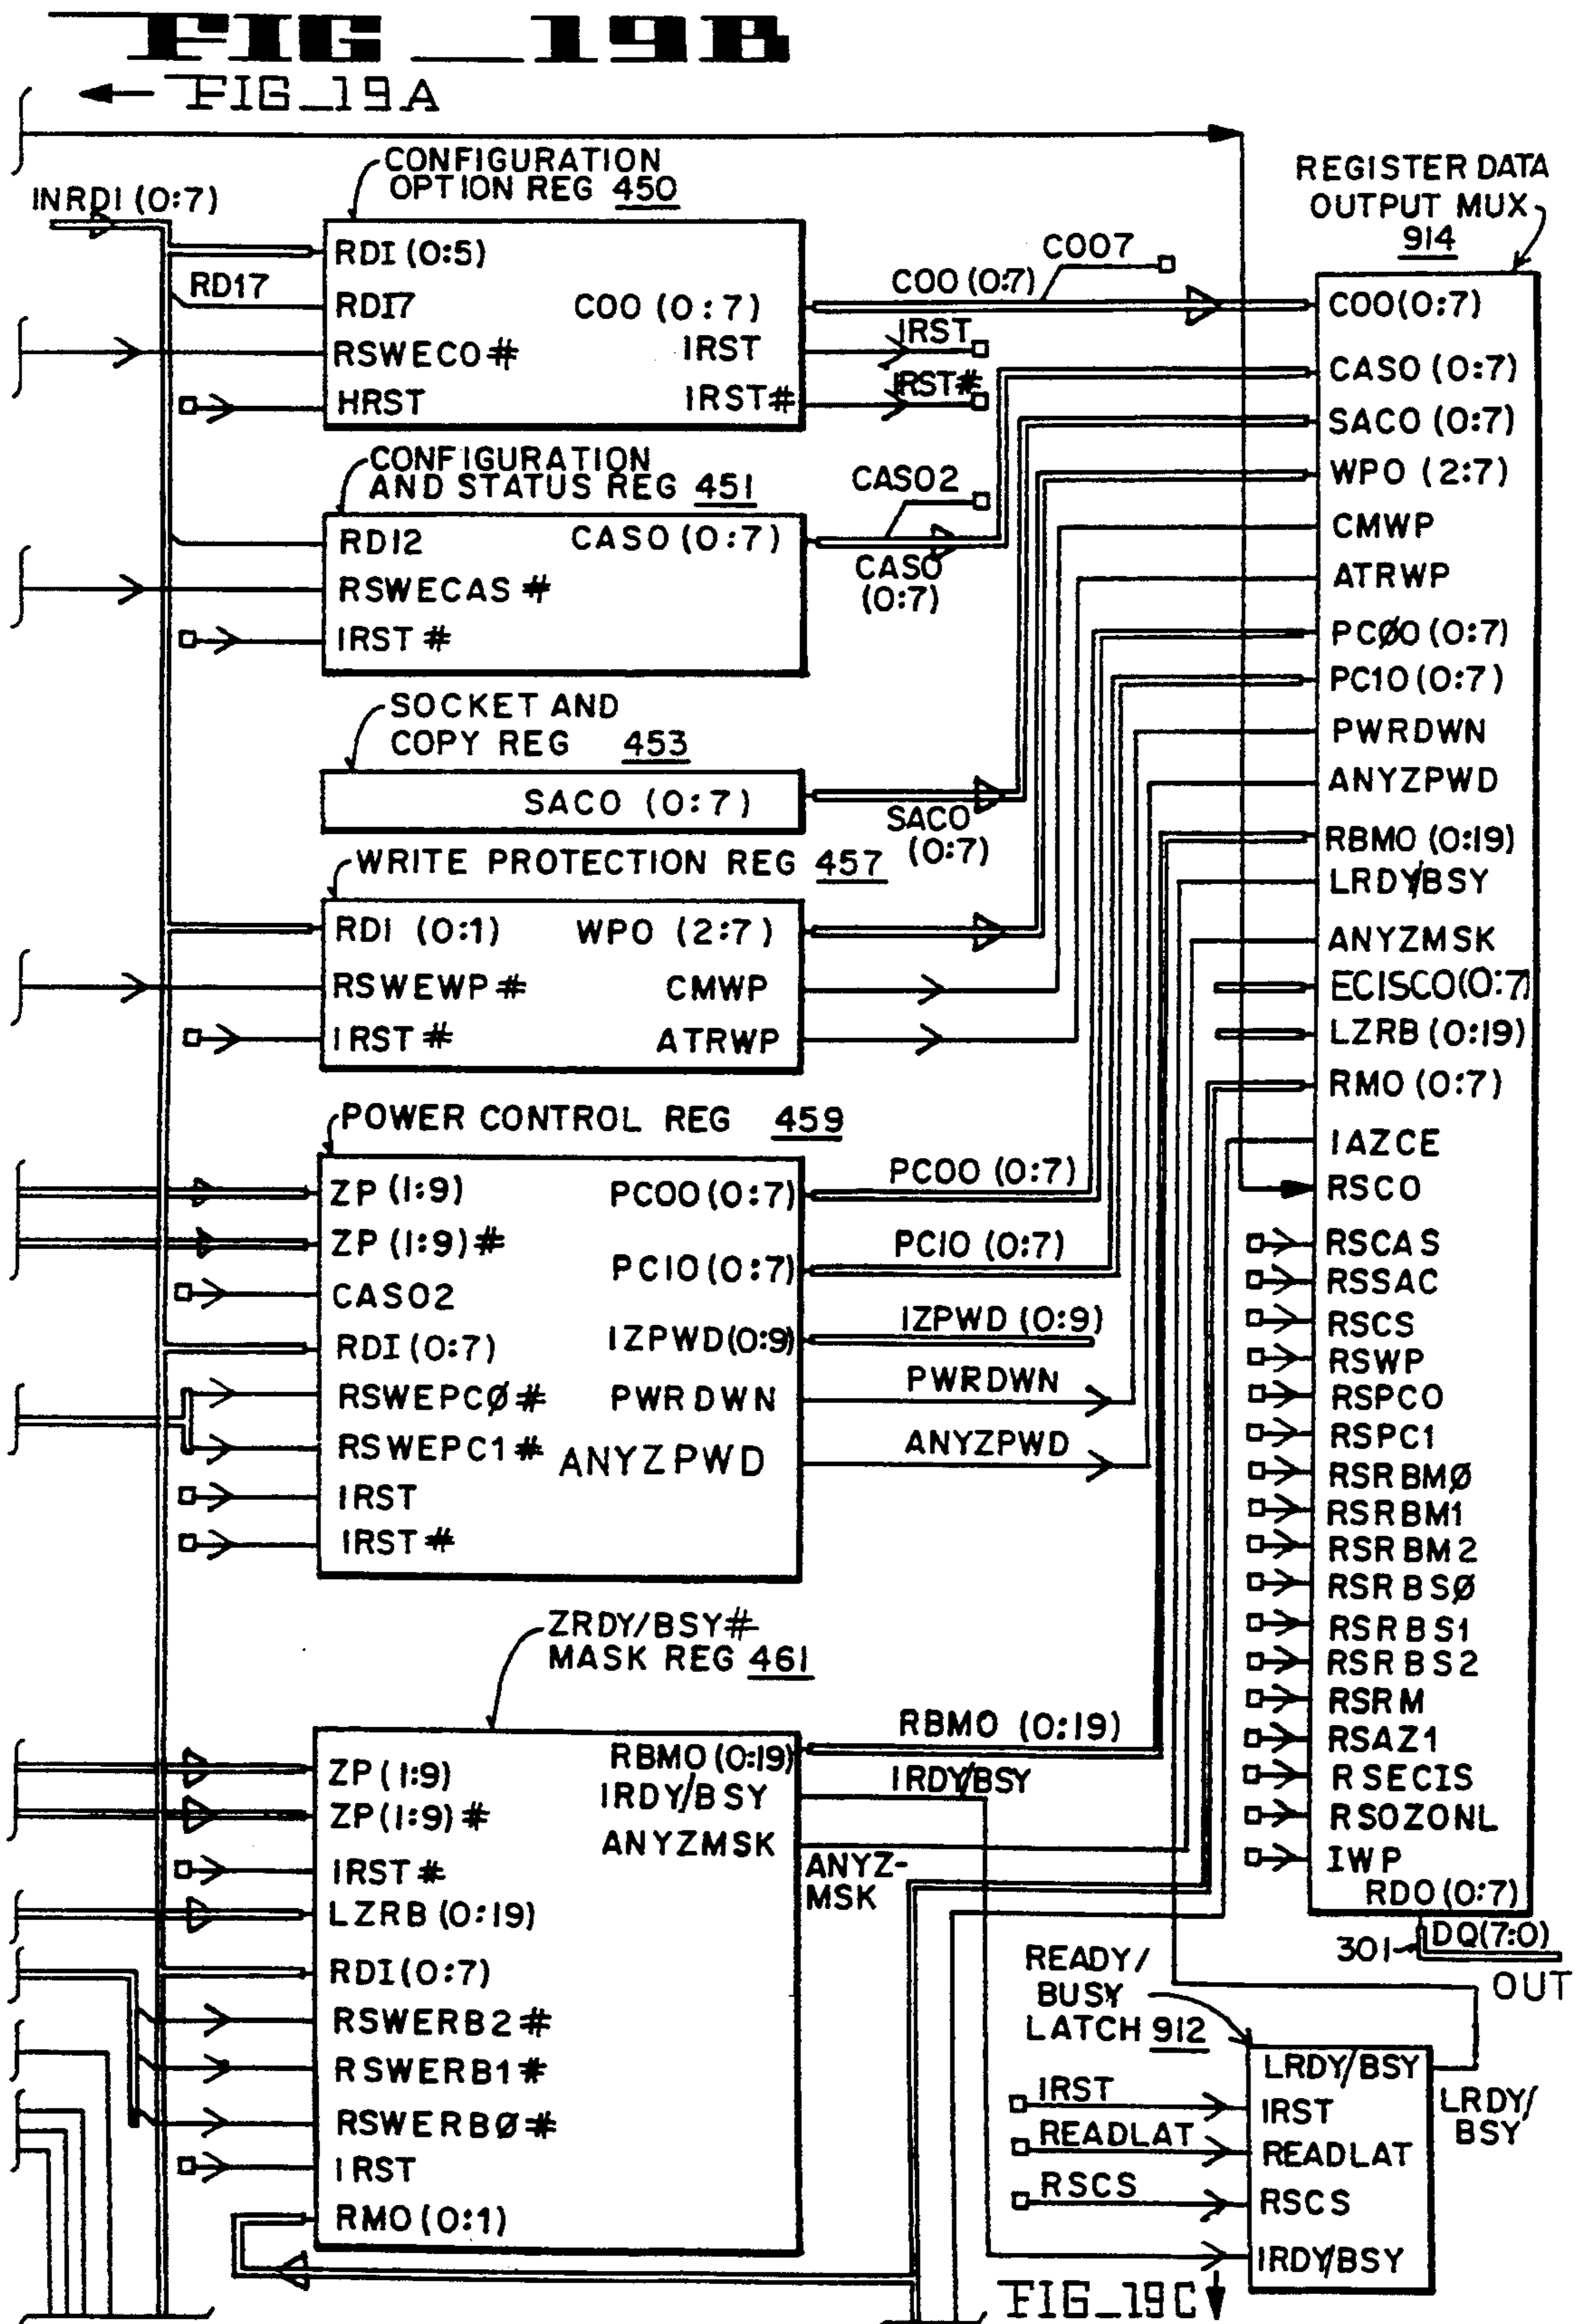 FIG_19B
FIG_19A
INRDI (0:7)
CONFIGURATION
OPTION REG 450
RDI (0:5)
RD17
RDI7
COO (0:7)
RSWECO#
IRST
HRST
IRST#
COO (0:7)
COO7
IRST
IRST#
CONFIGURATION
AND STATUS REG 451
RDI2
CASO (0:7)
RSWECAS#
IRST#
CASO2
CASO
(0:7)
SOCKET AND
COPY REG 453
SACO (0:7)
SACO
(0:7)
WRITE PROTECTION REG 457
RDI (0:1)
WPO (2:7)
RSWEWP#
CMWP
IRST#
ATRWP
POWER CONTROL REG 459
ZP (1:9)
PCOO (0:7)
ZP (1:9)#
PCIO (0:7)
CASO2
RDI (0:7)
IZPWD (0:9)
RSWEPCØ#
PWRDWN
RSWEPC1#
ANYZPWD
IRST
IRST#
PCOO (0:7)
PCIO (0:7)
IZPWD (0:9)
PWRDWN
ANYZPWD
ZRDY/BSY#
MASK REG 461
ZP (1:9)
RBMO (0:19)
IRDY/BSY
ZP (1:9)#
ANYZMSK
IRST#
LZRB (0:19)
RDI (0:7)
RSWERB2#
RSWERB1#
RSWERBØ#
IRST
RMO (0:1)
RBMO (0:19)
IRDY/BSY
ANYZ-
MSK
REGISTER DATA
OUTPUT MUX
914
COO(0:7)
CASO (0:7)
SACO (0:7)
WPO (2:7)
CMWP
ATRWP
PCØO (0:7)
PC1O (0:7)
PWRDWN
ANYZPWD
RBMO (0:19)
LRDY/BSY
ANYZMSK
ECISCO(0:7)
LZRB (0:19)
RMO (0:7)
IAZCE
RSCO
RSCAS
RSSAC
RSCS
RSWP
RSPCO
RSPC1
RSRBMØ
RSRBM1
RSRBM2
RSRBSØ
RSRBS1
RSRBS2
RSRM
RSAZ1
RSECIS
RSOZONL
IWP
RDO (0:7)
301
DQ(7:0)
OUT
READY/
BUSY
LATCH 912
LRDY/BSY
IRST
IRST
READLAT
READLAT
RSCS
RSCS
IRDY/BSY
LRDY/
BSY
FIG_19C